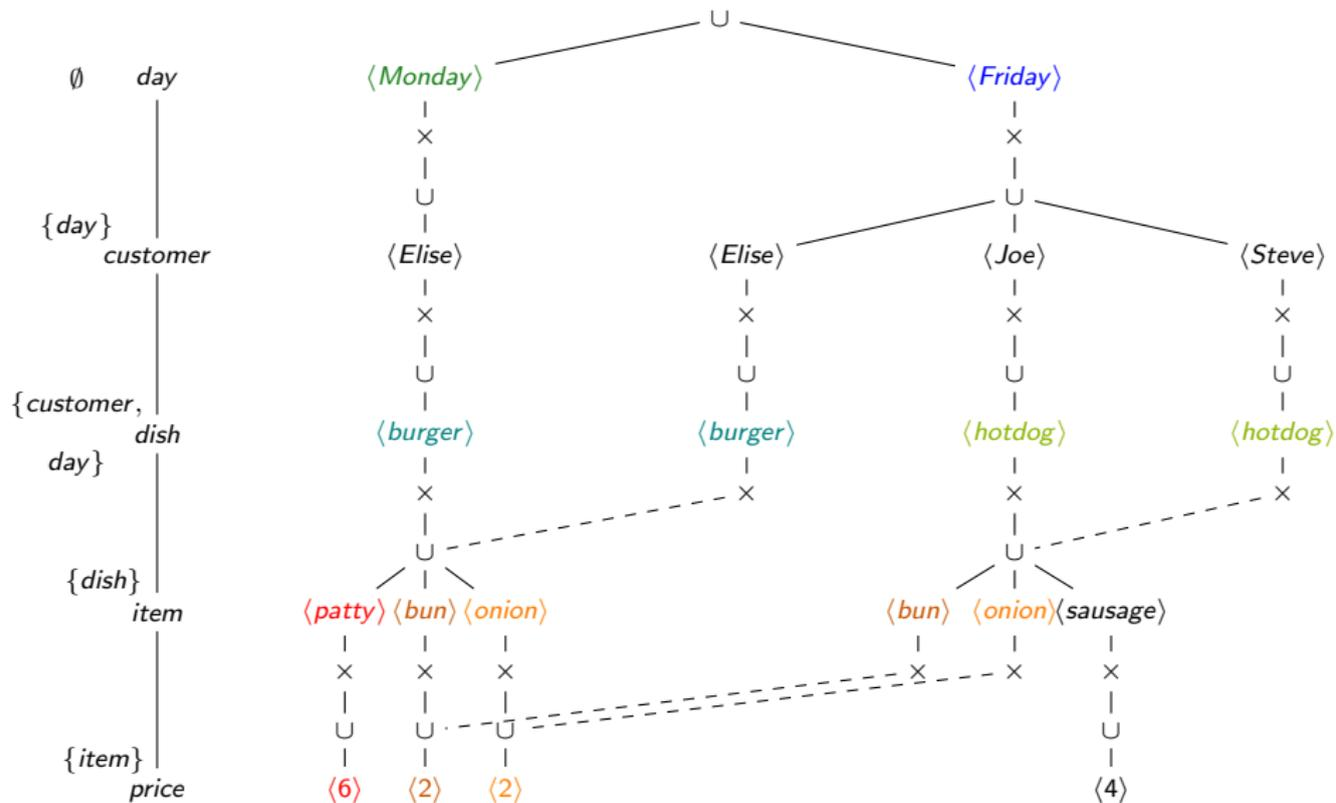 ∪
∅ day ⟨Monday⟩ ⟨Friday⟩
× ×
∪ ∪
{day}
customer ⟨Elise⟩ ⟨Elise⟩ ⟨Joe⟩ ⟨Steve⟩
× × × ×
∪ ∪ ∪ ∪
{customer,
dish ⟨burger⟩ ⟨burger⟩ ⟨hotdog⟩ ⟨hotdog⟩
day}
× × × ×
∪ ∪
{dish}
item ⟨patty⟩ ⟨bun⟩ ⟨onion⟩ ⟨bun⟩ ⟨onion⟩ ⟨sausage⟩
× × × × × ×
∪ ∪ ∪ ∪
{item}
price ⟨6⟩ ⟨2⟩ ⟨2⟩ ⟨4⟩